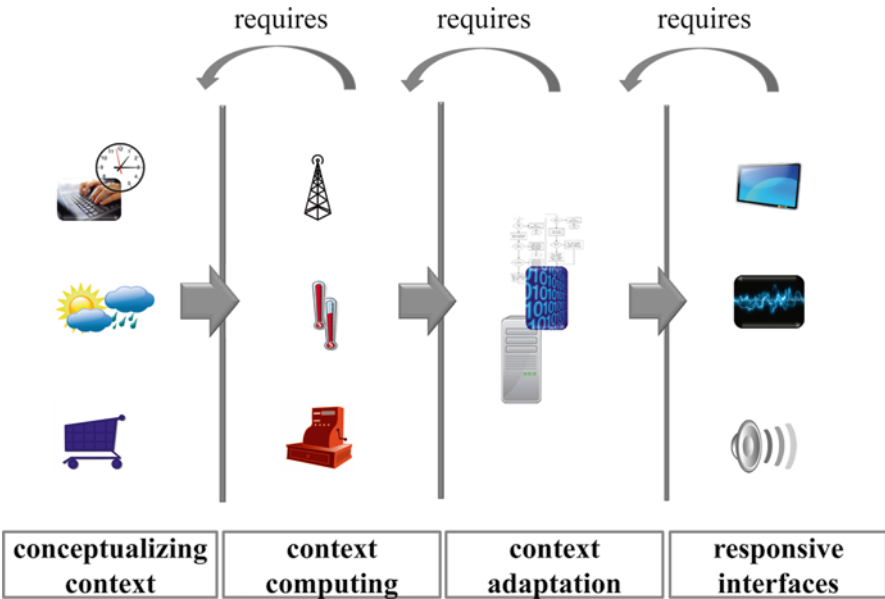 requires requires requires
conceptualizing
context
context
computing
context
adaptation
responsive
interfaces